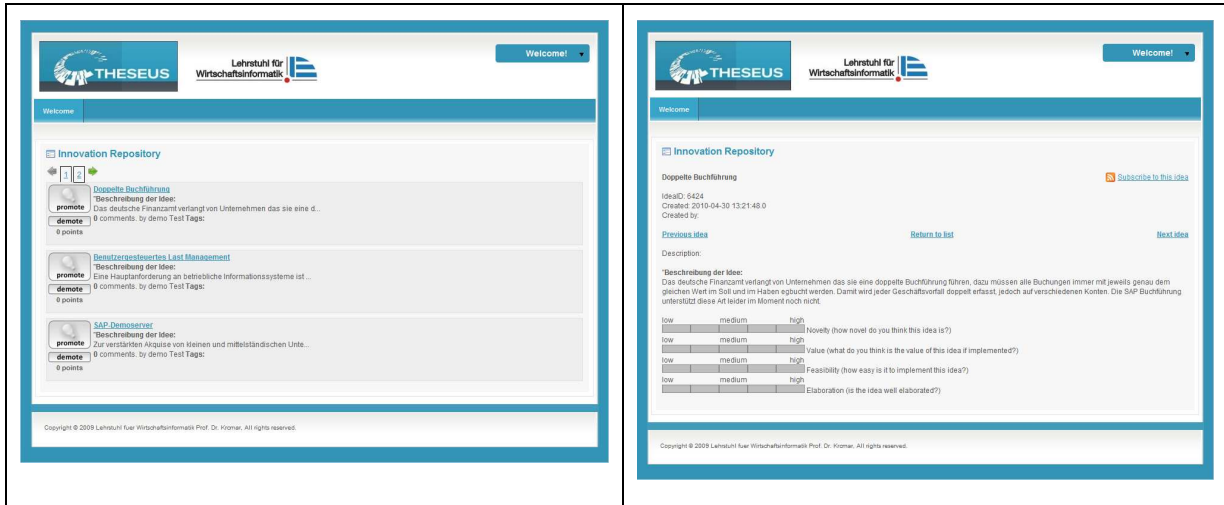 THESEUS
Lehrstuhl für
Wirtschaftsinformatik
Welcome!
Welcome
Innovation Repository
1 2
Doppelte Buchführung
"Beschreibung der Idee:
promote
Das deutsche Finanzamt verlangt von Unternehmen das sie eine d...
demote
0 comments. by demo Test Tags:
0 points
Benutzergesteuertes Last Management
"Beschreibung der Idee:
promote
Eine Hauptanforderung an betriebliche Informationssysteme ist ...
demote
0 comments. by demo Test Tags:
0 points
SAP-Demoserver
"Beschreibung der Idee:
promote
Zur verstärkten Akquise von kleinen und mittelständischen Unte...
demote
0 comments. by demo Test Tags:
0 points
Copyright © 2009 Lehrstuhl fuer Wirtschaftsinformatik Prof. Dr. Krcmar, All rights reserved.
THESEUS
Lehrstuhl für
Wirtschaftsinformatik
Welcome!
Welcome
Innovation Repository
Doppelte Buchführung
Subscribe to this idea
IdeaID: 5424
Created: 2010-04-30 13:21:48.0
Created by:
Previous idea Return to list Next idea
Description:
"Beschreibung der Idee:
Das deutsche Finanzamt verlangt von Unternehmen das sie eine doppelte Buchführung führen, dazu müssen alle Buchungen immer mit jeweils genau dem
gleichen Wert im Soll und im Haben egbucht werden. Damit wird jeder Geschäftsvorfall doppelt erfasst, jedoch auf verschiedenen Konten. Die SAP Buchführung
unterstützt diese Art leider im Moment noch nicht.
low medium high
Novelty (how novel do you think this idea is?)
low medium high
Value (what do you think is the value of this idea if implemented?)
low medium high
Feasibility (how easy is it to implement this idea?)
low medium high
Elaboration (is the idea well elaborated?)
Copyright © 2009 Lehrstuhl fuer Wirtschaftsinformatik Prof. Dr. Krcmar, All rights reserved.